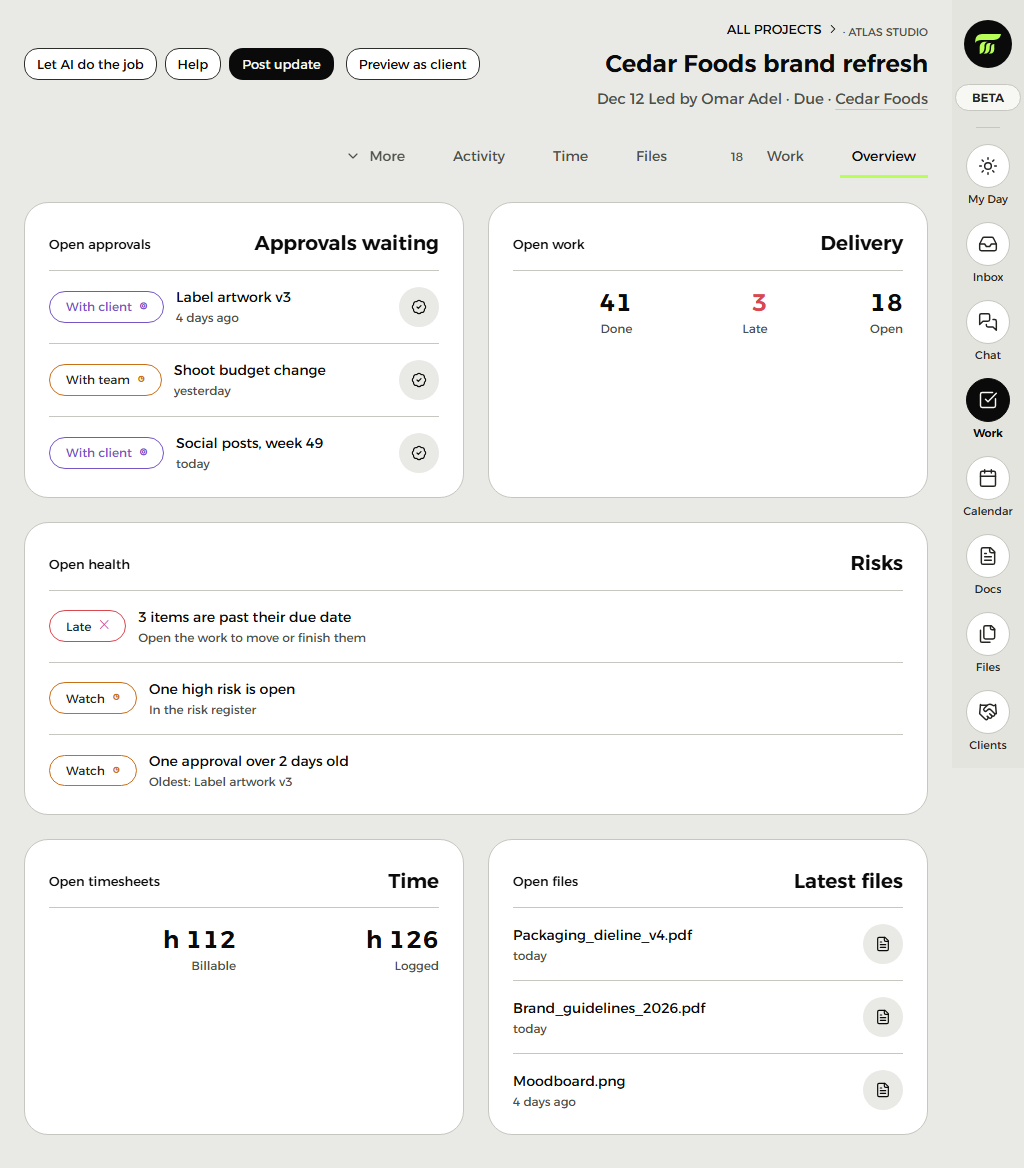 ALL PROJECTS · ATLAS STUDIO
Cedar Foods brand refresh
Dec 12 Led by Omar Adel · Due · Cedar Foods
Let AI do the job
Help
Post update
Preview as client
BETA
My Day
Inbox
Chat
Work
Calendar
Docs
Files
Clients
More
Activity
Time
Files
18 Work
Overview
Open approvals
Approvals waiting
With client
Label artwork v3
4 days ago
With team
Shoot budget change
yesterday
With client
Social posts, week 49
today
Open work
Delivery
41
Done
3
Late
18
Open
Open health
Risks
Late
3 items are past their due date
Open the work to move or finish them
Watch
One high risk is open
In the risk register
Watch
One approval over 2 days old
Oldest: Label artwork v3
Open timesheets
Time
h 112
Billable
h 126
Logged
Open files
Latest files
Packaging_dieline_v4.pdf
today
Brand_guidelines_2026.pdf
today
Moodboard.png
4 days ago